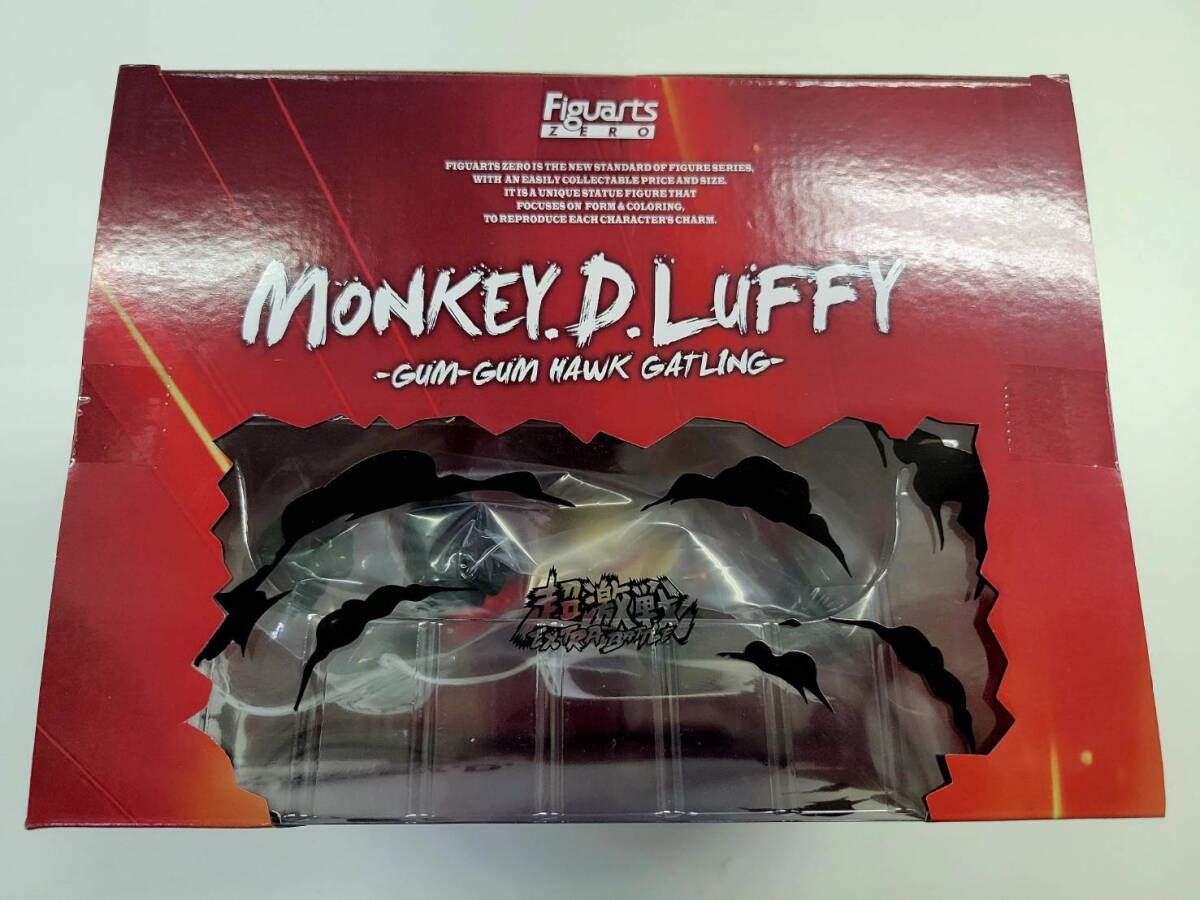 Figuarts
ZERO
FIGUARTS ZERO IS THE NEW STANDARD OF FIGURE SERIES,
WITH AN EASILY COLLECTABLE PRICE AND SIZE.
IT IS A UNIQUE STATUE FIGURE THAT
FOCUSES ON FORM & COLORING,
TO REPRODUCE EACH CHARACTER'S CHARM.
MONKEY.D.LUFFY
-GUM-GUM HAWK GATLING-
超激戦
EXTRA BATTLE